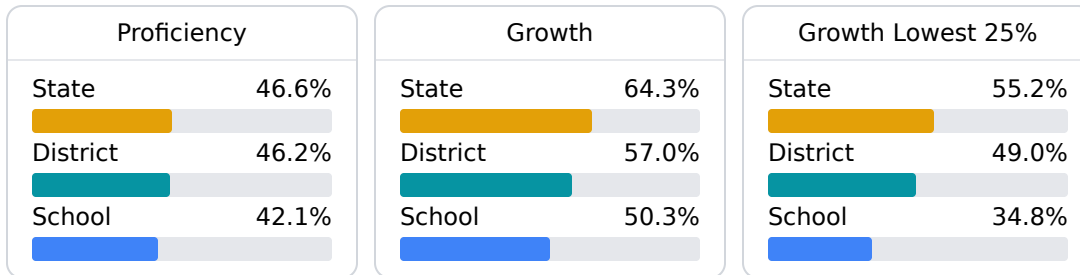 Proficiency
State 46.6%
District 46.2%
School 42.1%
Growth
State 64.3%
District 57.0%
School 50.3%
Growth Lowest 25%
State 55.2%
District 49.0%
School 34.8%